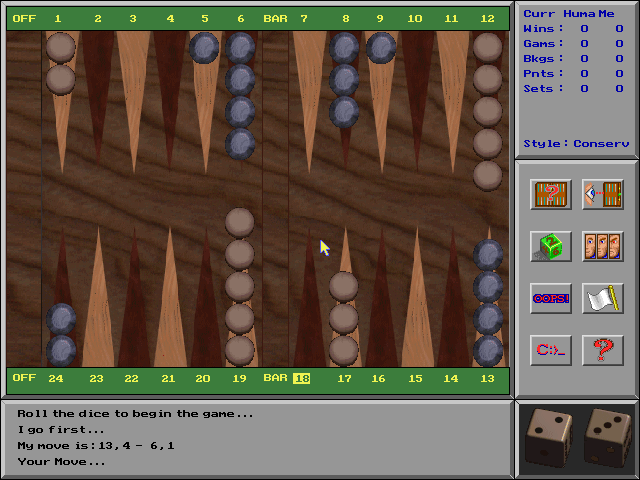 OFF 1 2 3 4 5 6 BAR 7 8 9 10 11 12
Curr Huma Me
Wins: 0 0
Gams: 0 0
Bkgs: 0 0
Pnts: 0 0
Sets: 0 0
Style: Conserv
?
OOPS!
C:›_ ?
OFF 24 23 22 21 20 19 BAR 18 17 16 15 14 13
Roll the dice to begin the game...
I go first...
My move is:13,4 - 6,1
Your Move...